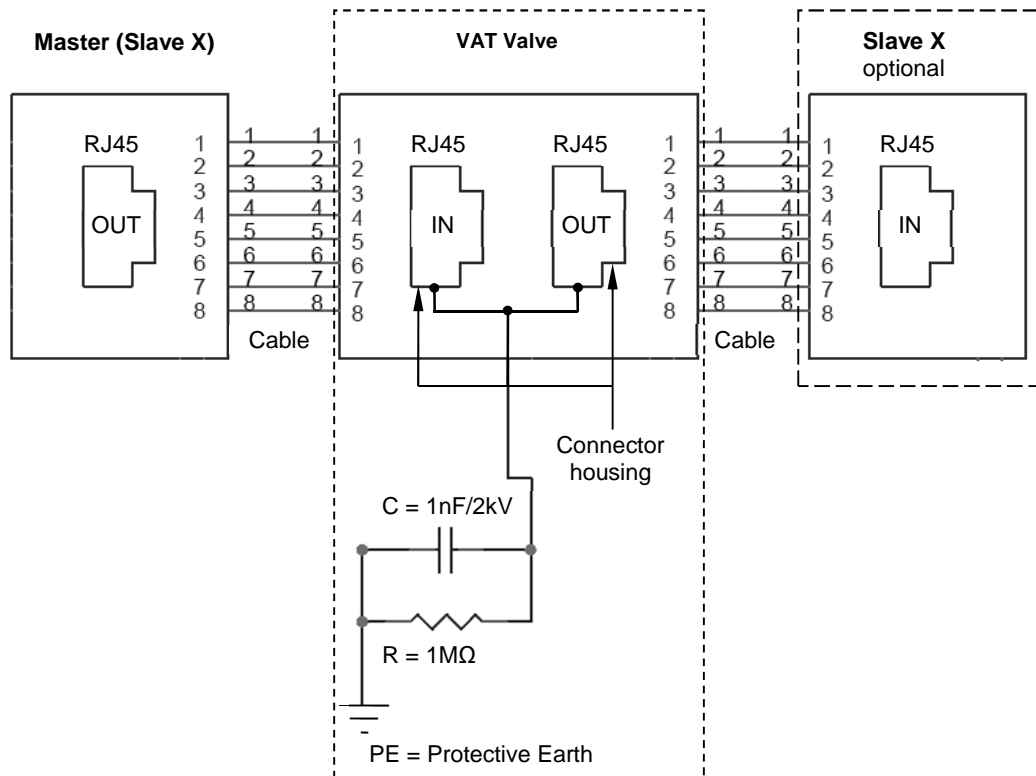 Master (Slave X)
VAT Valve
Slave X
optional
RJ45
OUT
1
2
3
4
5
6
7
8
1 1
2 2
3 3
4 4
5 5
6 6
7 7
8 8
Cable
1
2
3
4
5
6
7
8
RJ45
IN
RJ45
OUT
1
2
3
4
5
6
7
8
1 1
2 2
3 3
4 4
5 5
6 6
7 7
8 8
Cable
1
2
3
4
5
6
7
8
RJ45
IN
Connector
housing
C = 1nF/2kV
R = 1MΩ
PE = Protective Earth